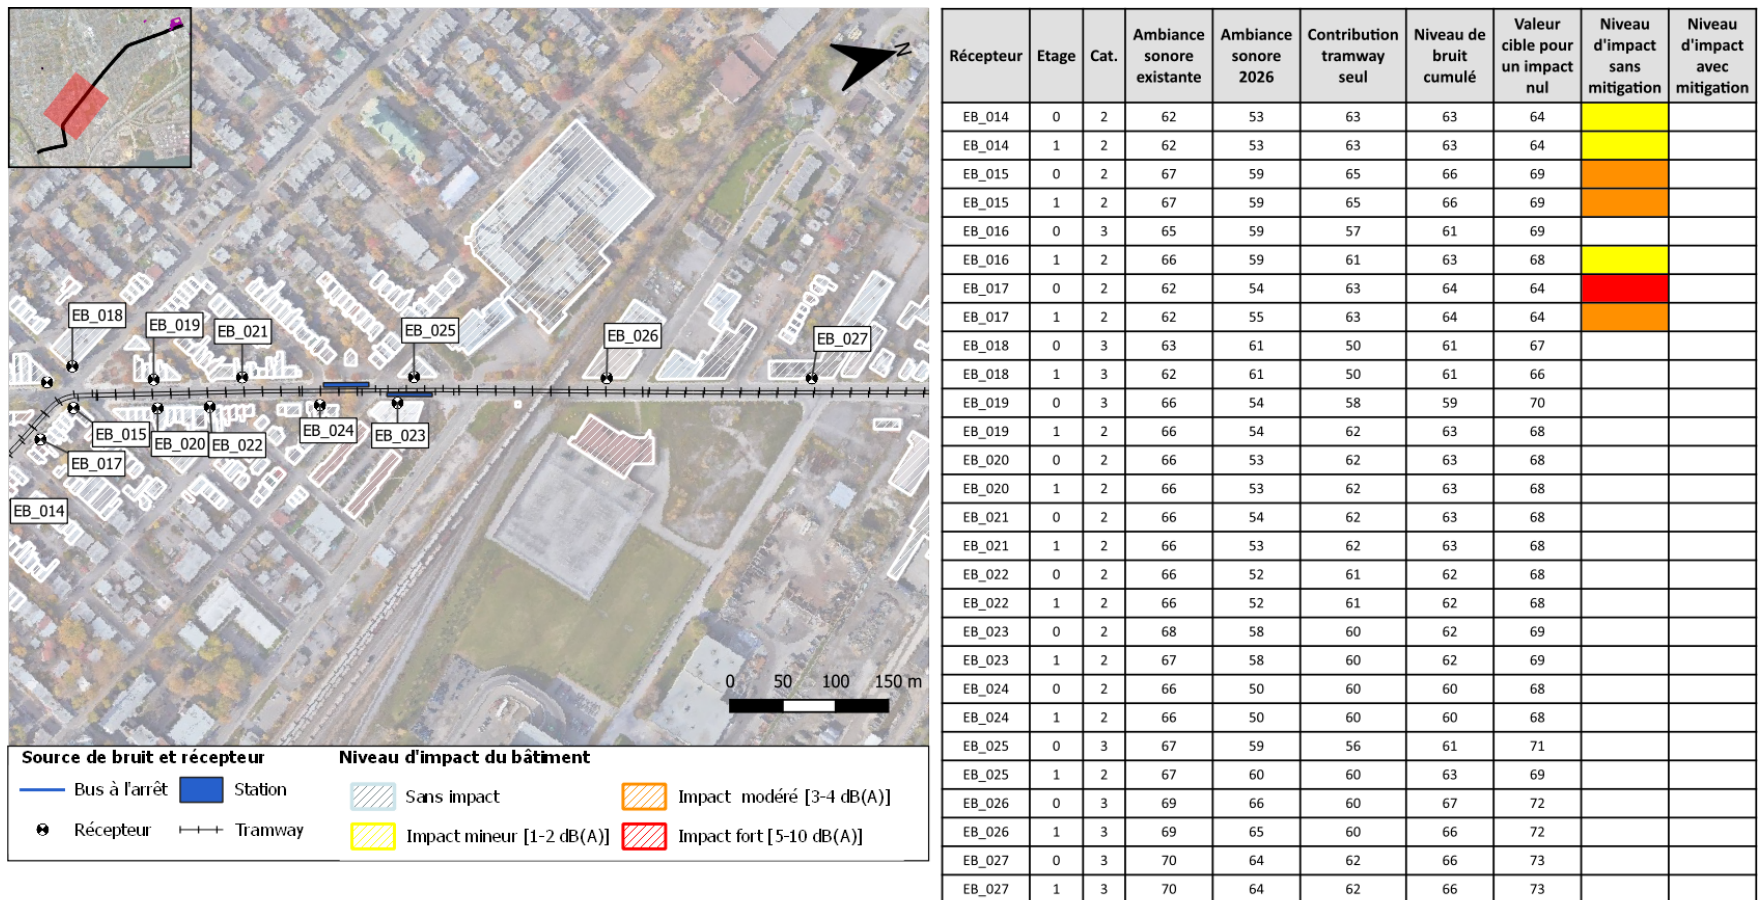 N
EB_018
EB_019
EB_021
EB_025
EB_026
EB_027
EB_015
EB_020
EB_022
EB_024
EB_023
EB_017
EB_014
0 50 100 150 m
Source de bruit et récepteur
Bus à l'arrêt
Station
Récepteur
Tramway
Niveau d'impact du bâtiment
Sans impact
Impact modéré [3-4 dB(A)]
Impact mineur [1-2 dB(A)]
Impact fort [5-10 dB(A)]
Récepteur Etage Cat. Ambiance sonore existante Ambiance sonore 2026 Contribution tramway seul Niveau de bruit cumulé Valeur cible pour un impact nul Niveau d'impact sans mitigation Niveau d'impact avec mitigation
EB_014 0 2 62 53 63 63 64
EB_014 1 2 62 53 63 63 64
EB_015 0 2 67 59 65 66 69
EB_015 1 2 67 59 65 66 69
EB_016 0 3 65 59 57 61 69
EB_016 1 2 66 59 61 63 68
EB_017 0 2 62 54 63 64 64
EB_017 1 2 62 55 63 64 64
EB_018 0 3 63 61 50 61 67
EB_018 1 3 62 61 50 61 66
EB_019 0 3 66 54 58 59 70
EB_019 1 2 66 54 62 63 68
EB_020 0 2 66 53 62 63 68
EB_020 1 2 66 53 62 63 68
EB_021 0 2 66 54 62 63 68
EB_021 1 2 66 53 62 63 68
EB_022 0 2 66 52 61 62 68
EB_022 1 2 66 52 61 62 68
EB_023 0 2 68 58 60 62 69
EB_023 1 2 67 58 60 62 69
EB_024 0 2 66 50 60 60 68
EB_024 1 2 66 50 60 60 68
EB_025 0 3 67 59 56 61 71
EB_025 1 2 67 60 60 63 69
EB_026 0 3 69 66 60 67 72
EB_026 1 3 69 65 60 66 72
EB_027 0 3 70 64 62 66 73
EB_027 1 3 70 64 62 66 73